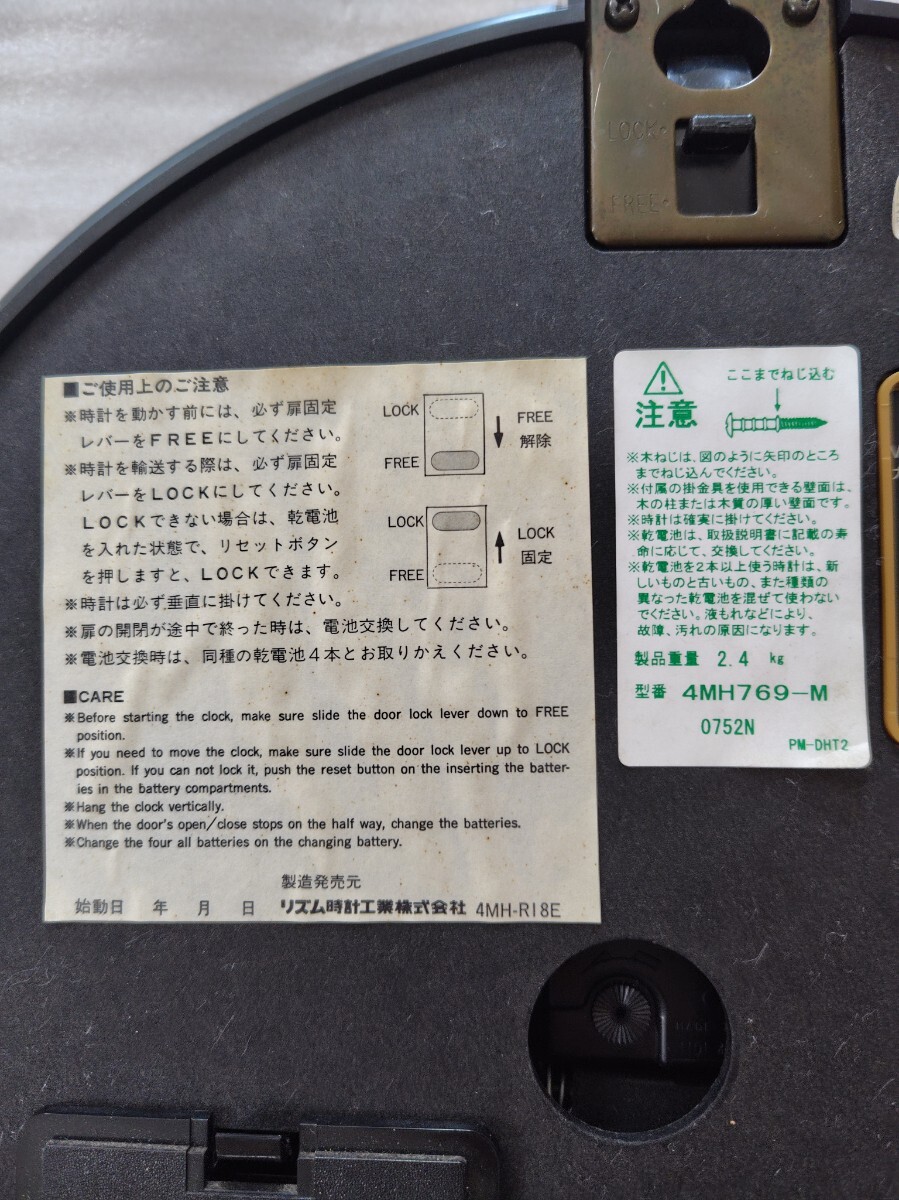 LOCK
FREE
■ご使用上のご注意
※時計を動かす前には、必ず扉固定
レバーをFREEにしてください。
※時計を輸送する際は、必ず扉固定
レバーをLOCKにしてください。
LOCKできない場合は、乾電池
を入れた状態で、リセットボタン
を押しますと、LOCKできます。
※時計は必ず垂直に掛けてください。
※扉の開閉が途中で終った時は、電池交換してください。
※電池交換時は、同種の乾電池4本とお取りかえください。
LOCK
FREE
FREE
解除
LOCK
FREE
LOCK
固定
■CARE
※Before starting the clock, make sure slide the door lock lever down to FREE
position.
※If you need to move the clock, make sure slide the door lock lever up to LOCK
position. If you can not lock it, push the reset button on the inserting the batter-
ies in the battery compartments.
※Hang the clock vertically.
※When the door's open/close stops on the half way, change the batteries.
※Change the four all batteries on the changing battery.
製造発売元
始動日 年 月 日 リズム時計工業株式会社 4MH-R18E
注意
ここまでねじ込む
※木ねじは、図のように矢印のところ
までねじ込んでください。
※付属の掛金具を使用できる壁面は、
木の柱または木質の厚い壁面です。
※時計は確実に掛けてください。
※乾電池は、取扱説明書に記載の寿
命に応じて、交換してください。
※乾電池を2本以上使う時計は、新
しいものと古いもの、また種類の
異なった乾電池を混ぜて使わない
でください。液もれなどにより、
故障、汚れの原因になります。
製品重量 2.4 kg
型番 4MH769-M
0752N
PM-DHT2